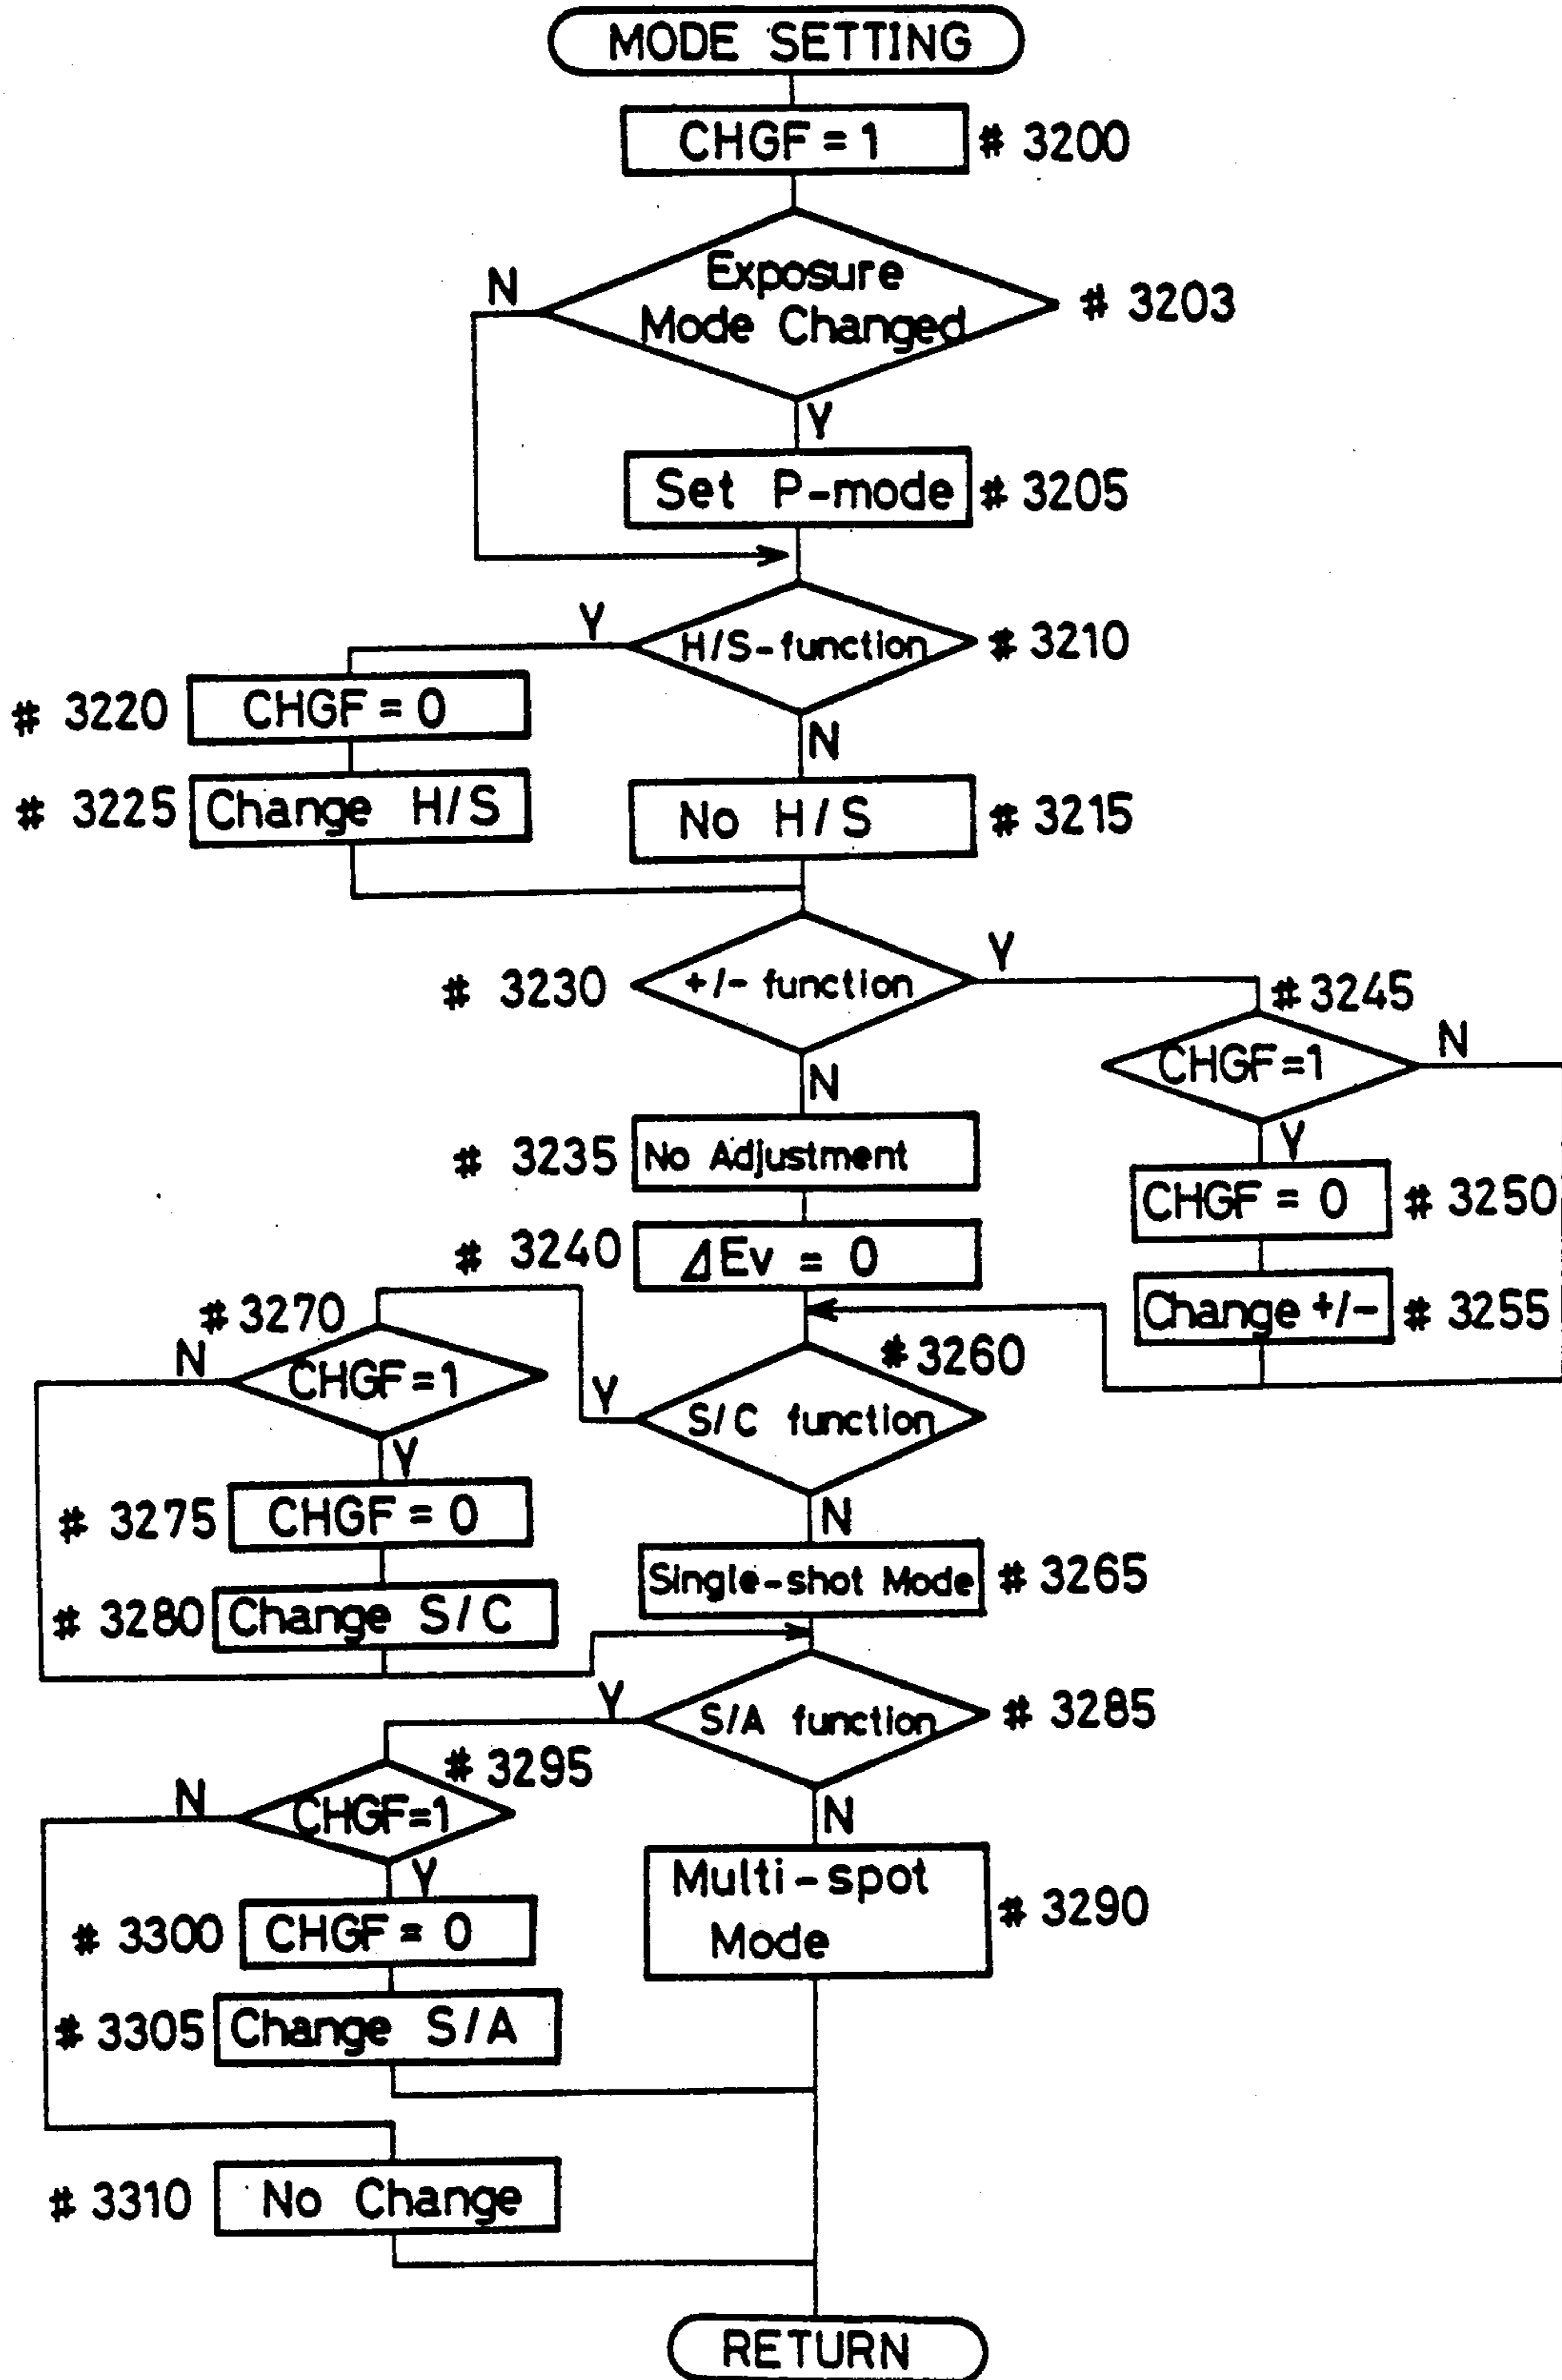 MODE SETTING
CHGF = 1 # 3200
Exposure
Mode Changed
# 3203
N
Y
Set P-mode # 3205
Y
H/S-function # 3210
# 3220 CHGF = 0
N
# 3225 Change H/S
No H/S # 3215
# 3230 +/- function
Y
# 3245
CHGF=1
N
N
Y
# 3235 No Adjustment
CHGF = 0 # 3250
# 3240 ⊿Ev = 0
Change +/- # 3255
# 3270
CHGF=1
N
# 3260
S/C function
Y
Y
N
# 3275 CHGF = 0
Single-shot Mode # 3265
# 3280 Change S/C
Y
S/A function # 3285
# 3295
N
CHGF=1
N
Y
Multi-spot
Mode
# 3290
# 3300 CHGF = 0
# 3305 Change S/A
# 3310 No Change
RETURN